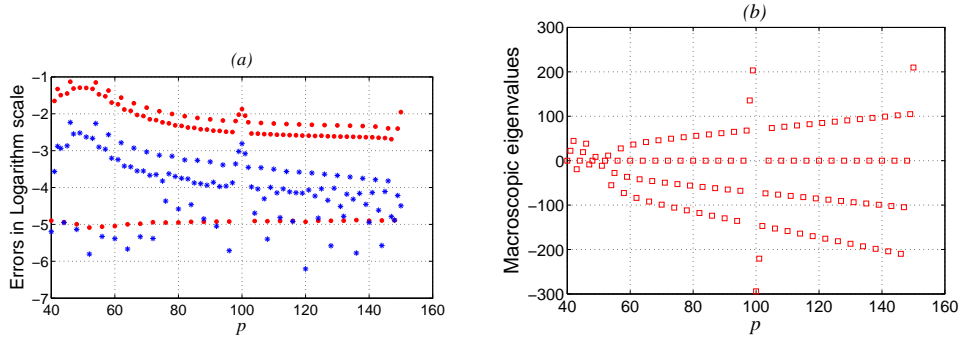 (a)
Errors in Logarithm scale
−1
−2
−3
−4
−5
−6
−7
40 60 80 100 120 140 160
p
(b)
Macroscopic eigenvalues
300
200
100
0
−100
−200
−300
40 60 80 100 120 140 160
p